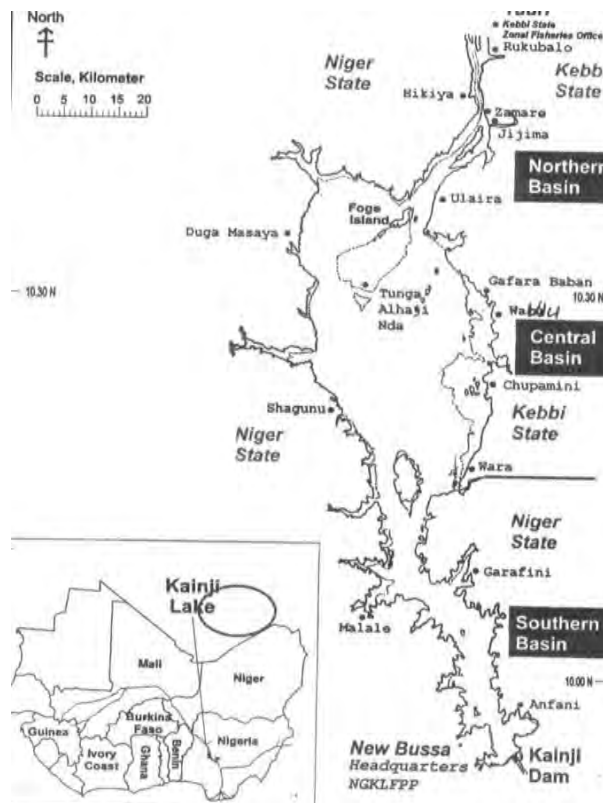 North
Scale, Kilometer
0 5 10 15 20
Niger
State
Kebbi State
Zonal Fisheries Office
Rukubalo
Kebbi
State
Hikiya
Zamare
Jijima
Northern
Basin
Ulaira
Foge
Island
Duga Masaya
10.30 N
Tunga
Alhaji
Nda
Gafara Baban
10.30 N
Central
Basin
Chupamini
Shagunu
Kebbi
State
Niger
State
Wara
Niger
State
Garafini
Malale
Southern
Basin
10.00 N
Anfani
New Bussa
Headquarters
NGKLFPP
Kainji
Dam
Kainji
Lake
Mali
Niger
Burkina
Faso
Guinea
Ivory
Coast
Ghana
Benin
Nigeria